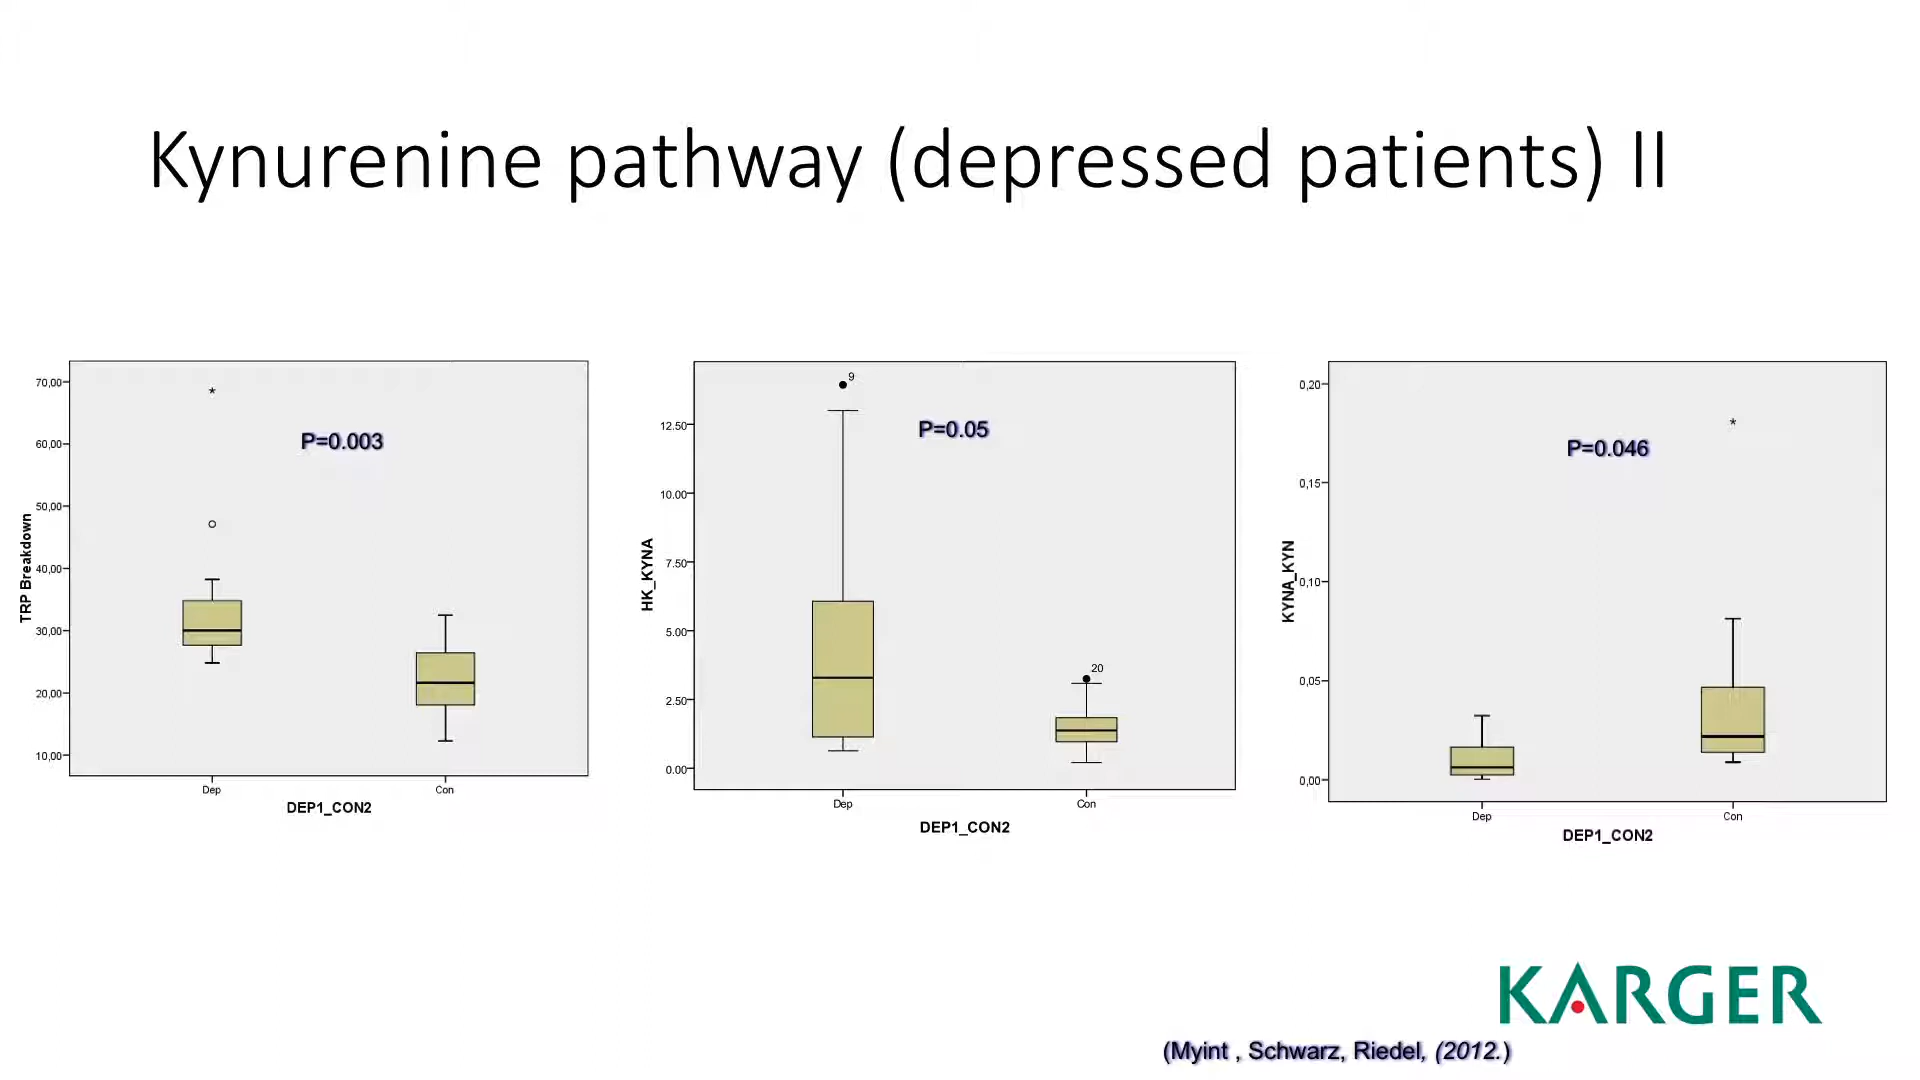 Kynurenine pathway (depressed patients) II
70,00
60,00
50,00
40,00
30,00
20,00
10,00
TRP Breakdown
*
P=0.003
Dep
Con
DEP1_CON2
12.50
10.00
7.50
5.00
2.50
0.00
HK_KYNA
9
P=0.05
20
Dep
Con
DEP1_CON2
0,20
0,15
0,10
0,05
0,00
KYNA_KYN
*
P=0.046
Dep
Con
DEP1_CON2
KARGER
(Myint , Schwarz, Riedel, (2012.)